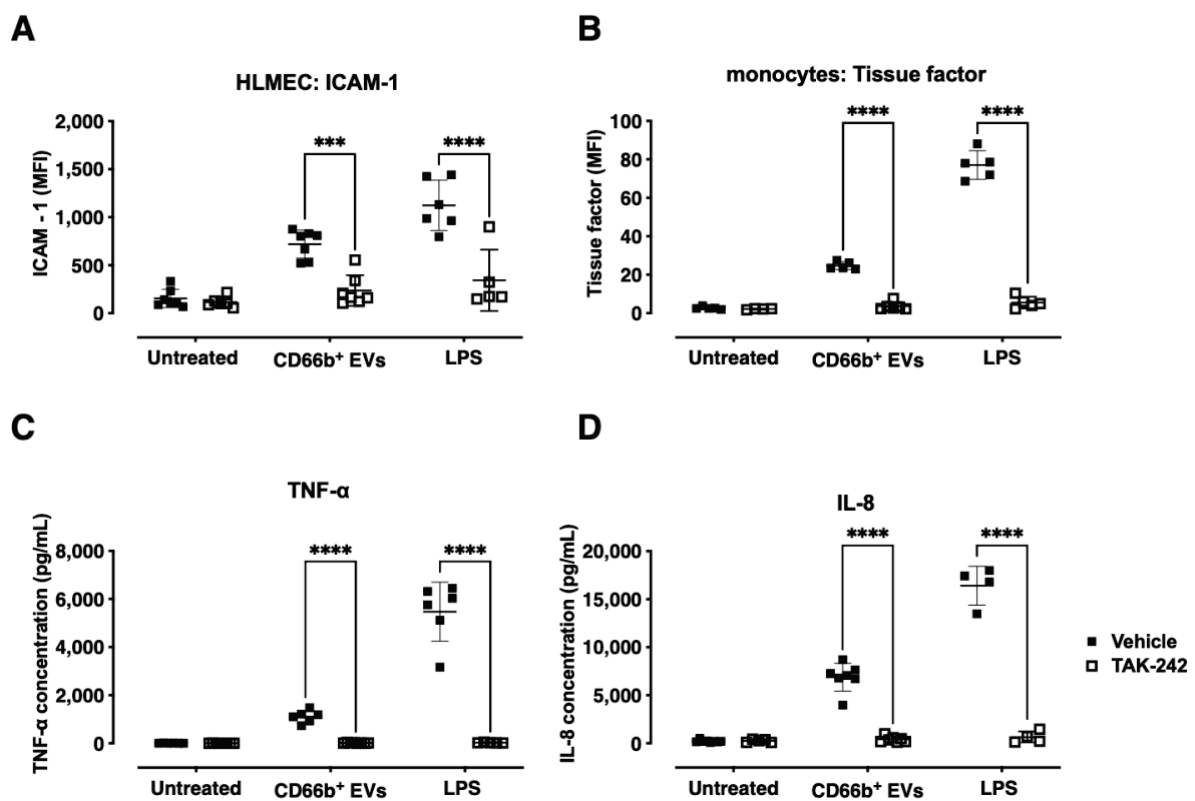 A
HLMEC: ICAM-1
ICAM - 1 (MFI)
2,000
1,500
1,000
500
0
*** ****
Untreated CD66b⁺ EVs LPS
B
monocytes: Tissue factor
Tissue factor (MFI)
100
80
60
40
20
0
**** ****
Untreated CD66b⁺ EVs LPS
C
TNF-α
TNF-α concentration (pg/mL)
8,000
6,000
4,000
2,000
0
**** ****
Untreated CD66b⁺ EVs LPS
D
IL-8
IL-8 concentration (pg/mL)
20,000
15,000
10,000
5,000
0
**** ****
Untreated CD66b⁺ EVs LPS
Vehicle
TAK-242